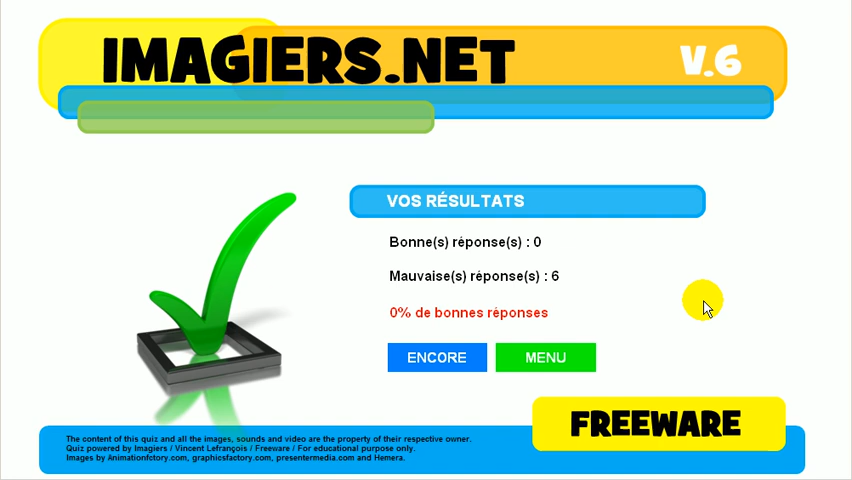 IMAGIERS.NET
V.6
VOS RÉSULTATS
Bonne(s) réponse(s) : 0
Mauvaise(s) réponse(s) : 6
0% de bonnes réponses
ENCORE
MENU
FREEWARE
The content of this quiz and all the images, sounds and video are the property of their respective owner.
Quiz powered by Imagiers / Vincent Lefrançois / Freeware / For educational purpose only.
Images by Animationfctory.com, graphicsfactory.com, presentermedia.com and Hemera.